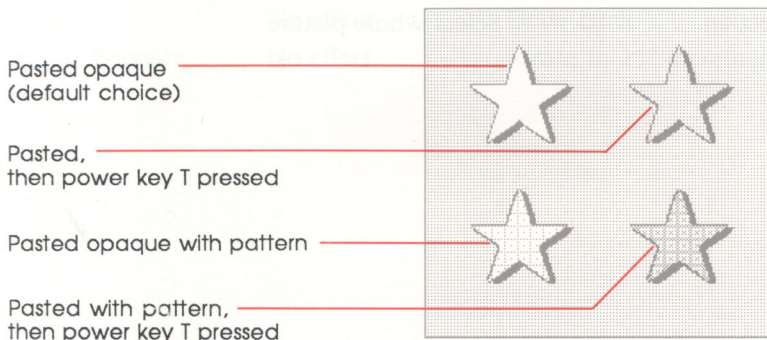 Pasted opaque
(default choice)
Pasted,
then power key T pressed
Pasted opaque with pattern
Pasted with pattern,
then power key T pressed